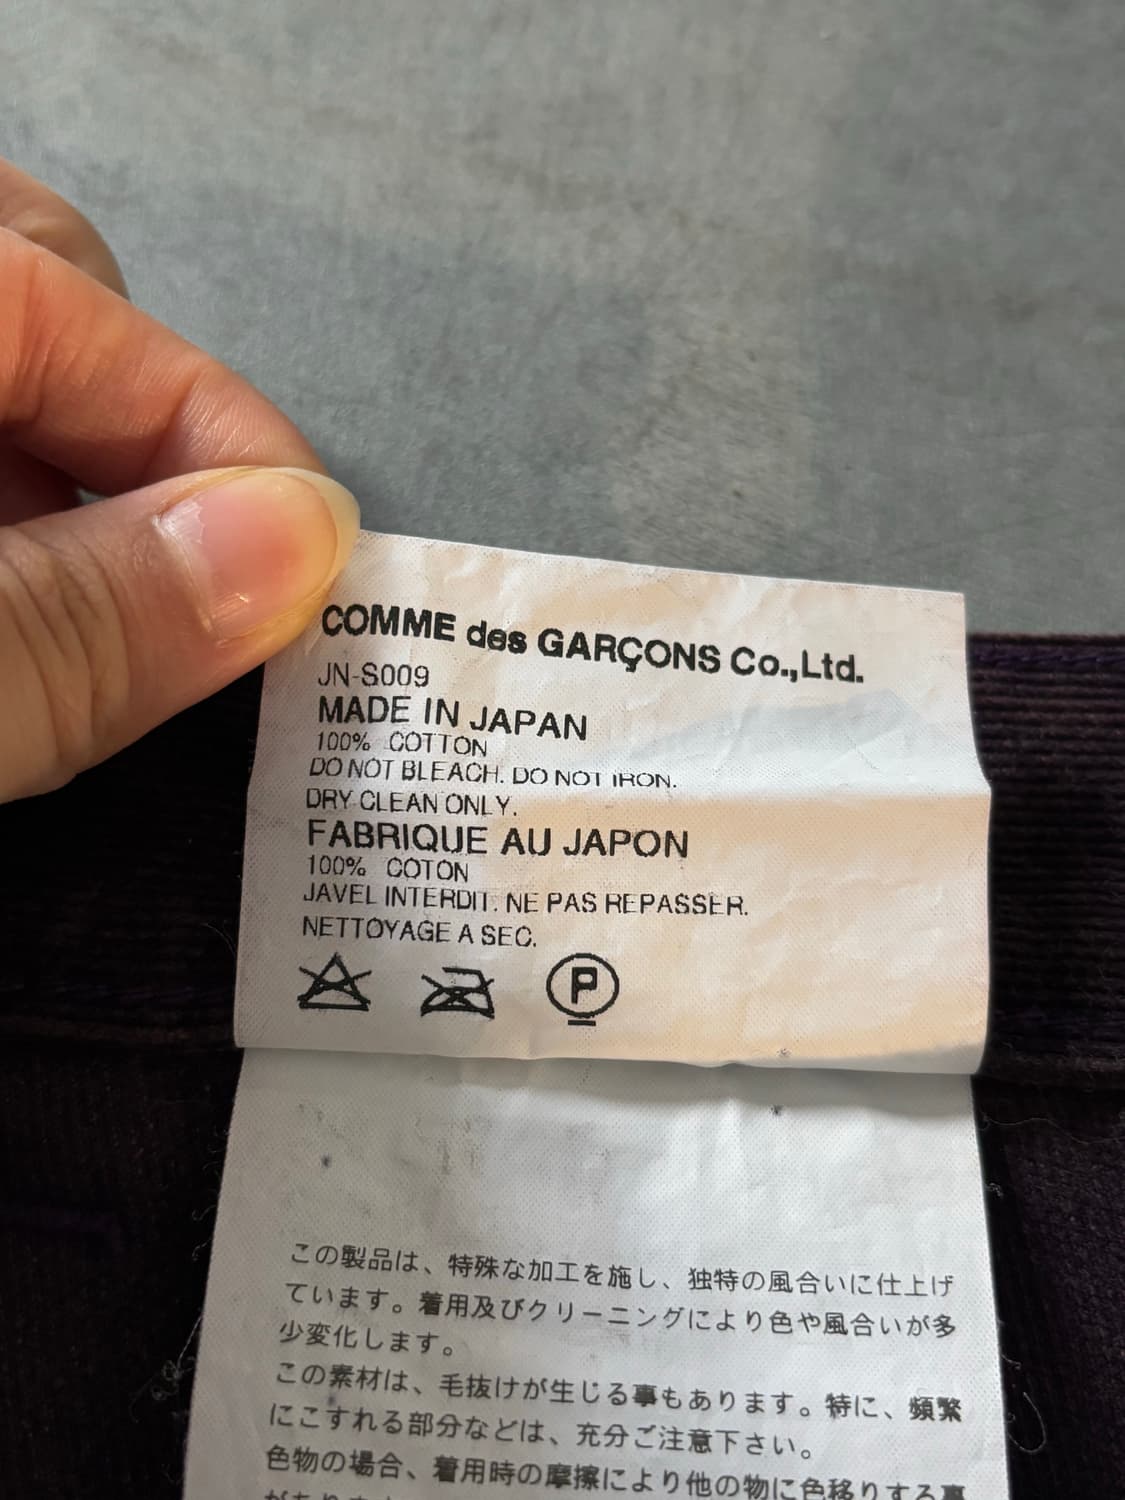 COMME des GARÇONS Co.,Ltd.
JN-S009
MADE IN JAPAN
100% COTTON
DO NOT BLEACH. DO NOT IRON.
DRY CLEAN ONLY.
FABRIQUE AU JAPON
100% COTON
JAVEL INTERDIT. NE PAS REPASSER.
NETTOYAGE A SEC.
P
この製品は、特殊な加工を施し、独特の風合いに仕上げ
ています。着用及びクリーニングにより色や風合いが多
少変化します。
この素材は、毛抜けが生じる事もあります。特に、頻繁
にこすれる部分などは、充分ご注意下さい。
色物の場合、着用時の摩擦により他の物に色移りする事